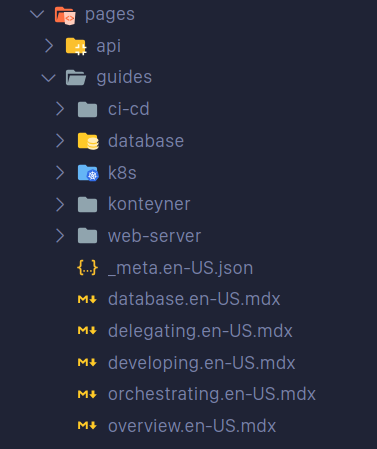 pages
api
guides
ci-cd
database
k8s
konteyner
web-server
_meta.en-US.json
database.en-US.mdx
delegating.en-US.mdx
developing.en-US.mdx
orchestrating.en-US.mdx
overview.en-US.mdx